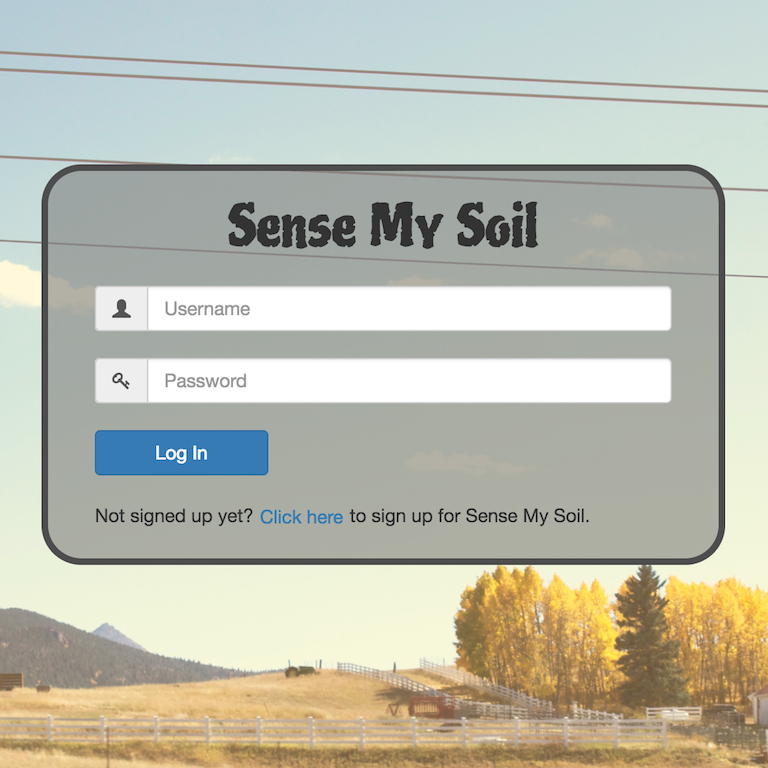 Sense My Soil
Username
Password
Log In
Not signed up yet? Click here to sign up for Sense My Soil.